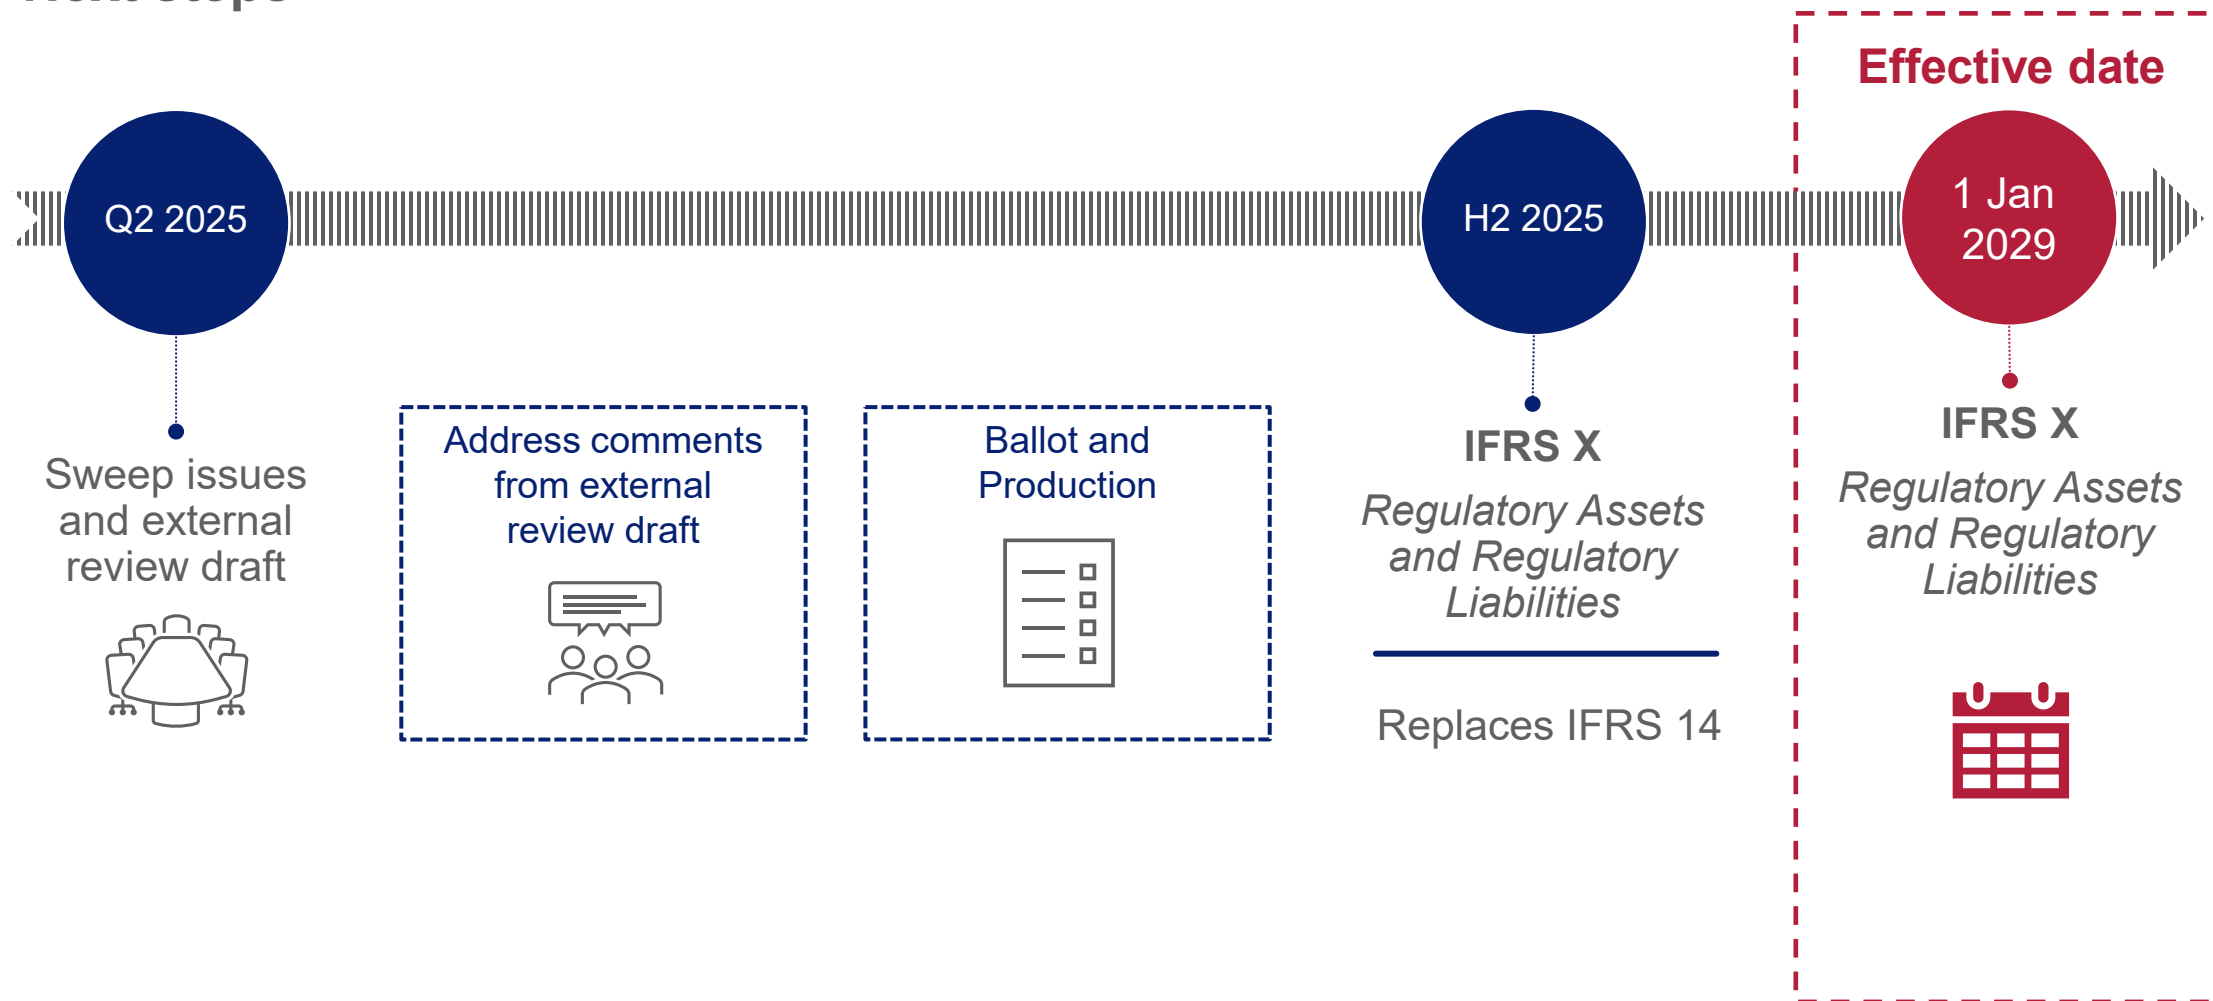 Next steps
Effective date
Q2 2025
H2 2025
1 Jan
2029
Sweep issues
and external
review draft
Address comments
from external
review draft
Ballot and
Production
IFRS X
Regulatory Assets
and Regulatory
Liabilities
Replaces IFRS 14
IFRS X
Regulatory Assets
and Regulatory
Liabilities